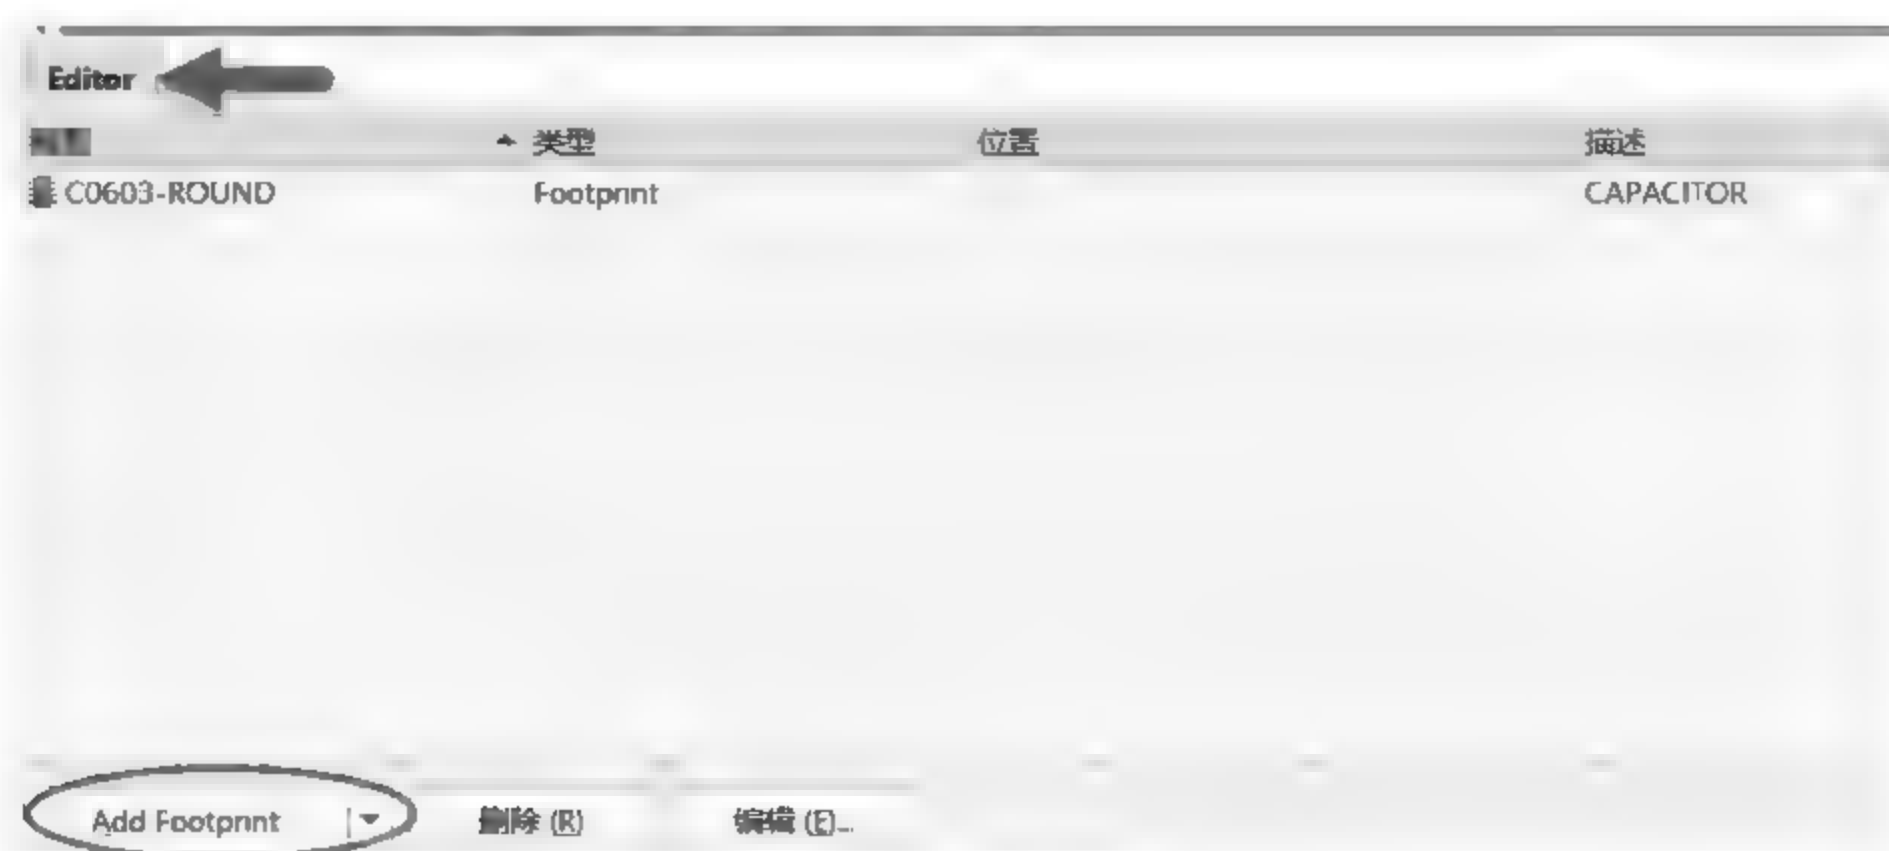 Editor
类型 位置 描述
C0603-ROUND Footprint CAPACITOR
Add Footprint 删除 (R) 编辑 (E)...